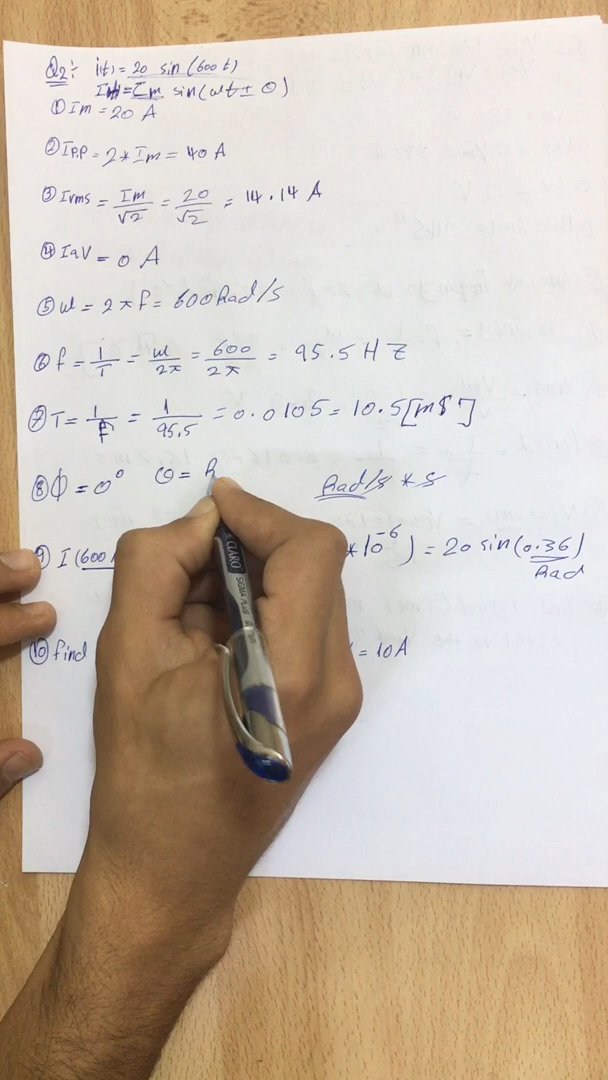 Q2:- i(t) = 20 sin(600t)
I(t) = Im sin(ωt ± θ)
① Im = 20 A
② IP.P = 2*Im = 40 A
③ Irms = Im/√2 = 20/√2 = 14.14 A
④ Iav = 0 A
⑤ ω = 2πf = 600 Rad/s
⑥ f = 1/T = ω/2π = 600/2π = 95.5 HZ
⑦ T = 1/F = 1/95.5 = 0.0105 = 10.5[ms]
⑧ ϕ = 0° θ = R Rad/s * s
⑨ I(600 *10^-6) = 20 sin(0.36)
Rad
⑩ find = 10A
CLARO